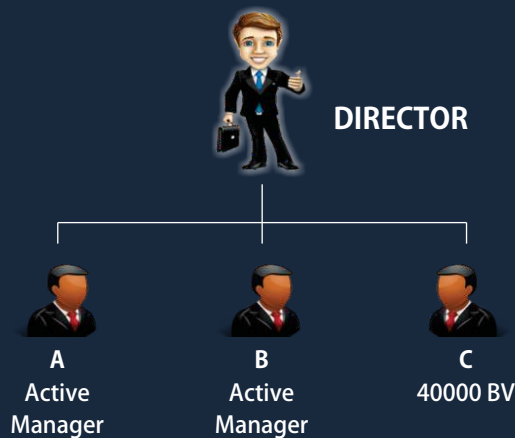 DIRECTOR
A
Active
Manager
B
Active
Manager
C
40000 BV